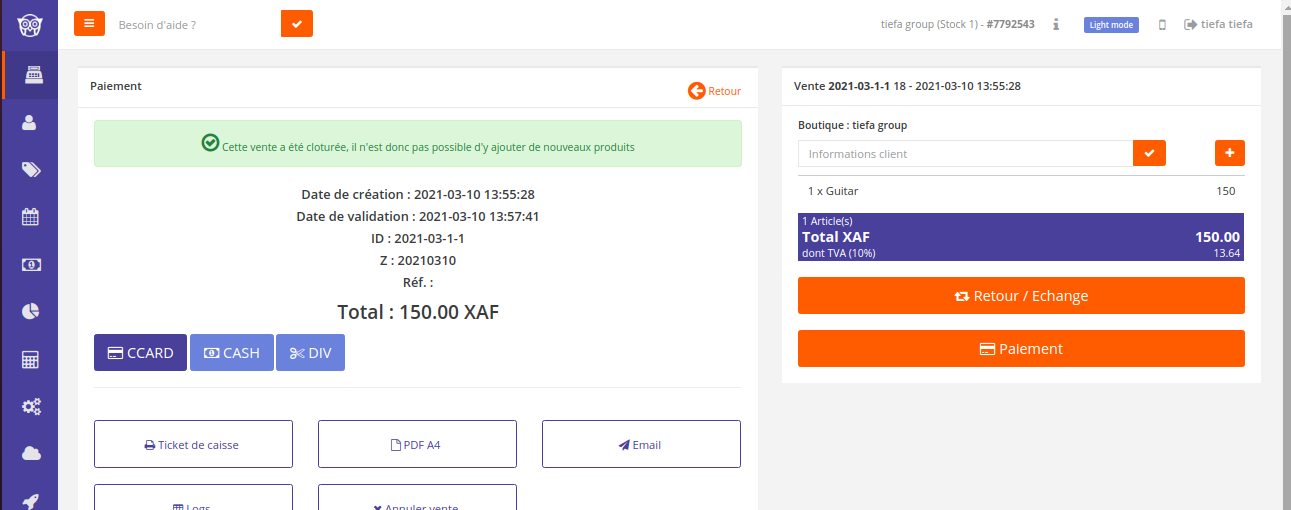 Besoin d'aide ?
tiefa group (Stock 1) - #7792543
Light mode
tiefa tiefa
Paiement
Retour
Cette vente a été cloturée, il n'est donc pas possible d'y ajouter de nouveaux produits
Date de création : 2021-03-10 13:55:28
Date de validation : 2021-03-10 13:57:41
ID : 2021-03-1-1
Z : 20210310
Réf. :
Total : 150.00 XAF
CCARD
CASH
DIV
Ticket de caisse
PDF A4
Email
Logs
Annuler vente
Vente 2021-03-1-1 18 - 2021-03-10 13:55:28
Boutique : tiefa group
Informations client
1 x Guitar 150
1 Article(s)
Total XAF 150.00
dont TVA (10%) 13.64
Retour / Echange
Paiement